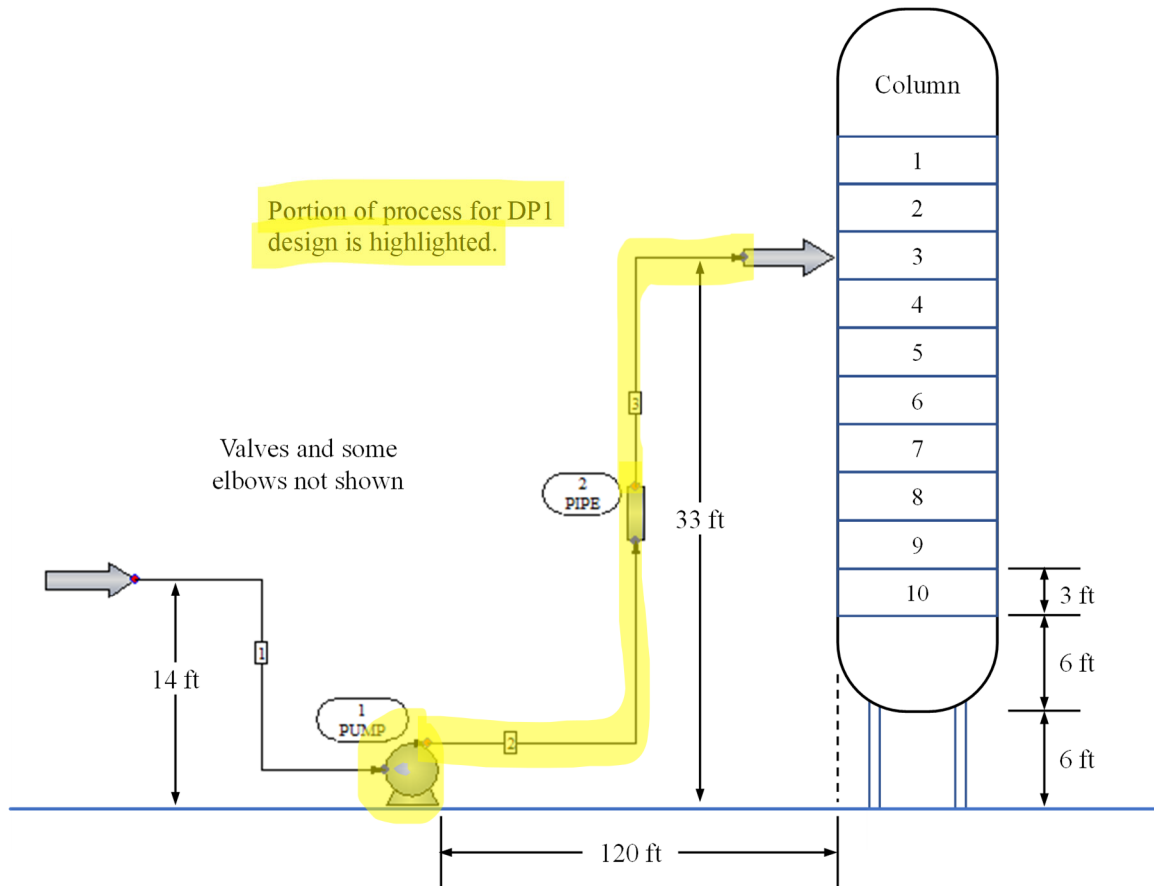 Column
1
2
Portion of process for DP1
design is highlighted.
3
4
5
3
6
Valves and some
elbows not shown
7
2
PIPE
8
33 ft
9
10
3 ft
1
14 ft
6 ft
1
PUMP
2
6 ft
120 ft